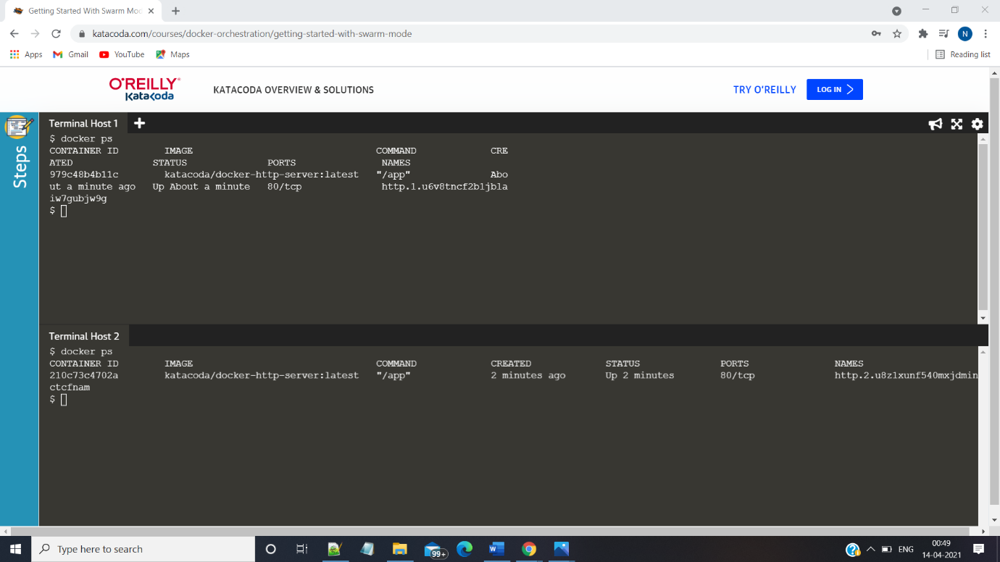 Getting Started With Swarm Mod
katacoda.com/courses/docker-orchestration/getting-started-with-swarm-mode
N
Apps Gmail YouTube Maps Reading list
O'REILLY®
Katacoda
KATACODA OVERVIEW & SOLUTIONS
TRY O'REILLY
LOG IN
Steps
Terminal Host 1
$ docker ps
CONTAINER ID IMAGE COMMAND CRE
ATED STATUS PORTS NAMES
979c48b4b11c katacoda/docker-http-server:latest "/app" Abo
ut a minute ago Up About a minute 80/tcp http.1.u6v8tncf2b1jbla
iw7gubjw9g
$
Terminal Host 2
$ docker ps
CONTAINER ID IMAGE COMMAND CREATED STATUS PORTS NAMES
210c73c4702a katacoda/docker-http-server:latest "/app" 2 minutes ago Up 2 minutes 80/tcp http.2.u8z1xunf540mxjdmin
ctcfnam
$
Type here to search
99+
ENG
00:49
14-04-2021